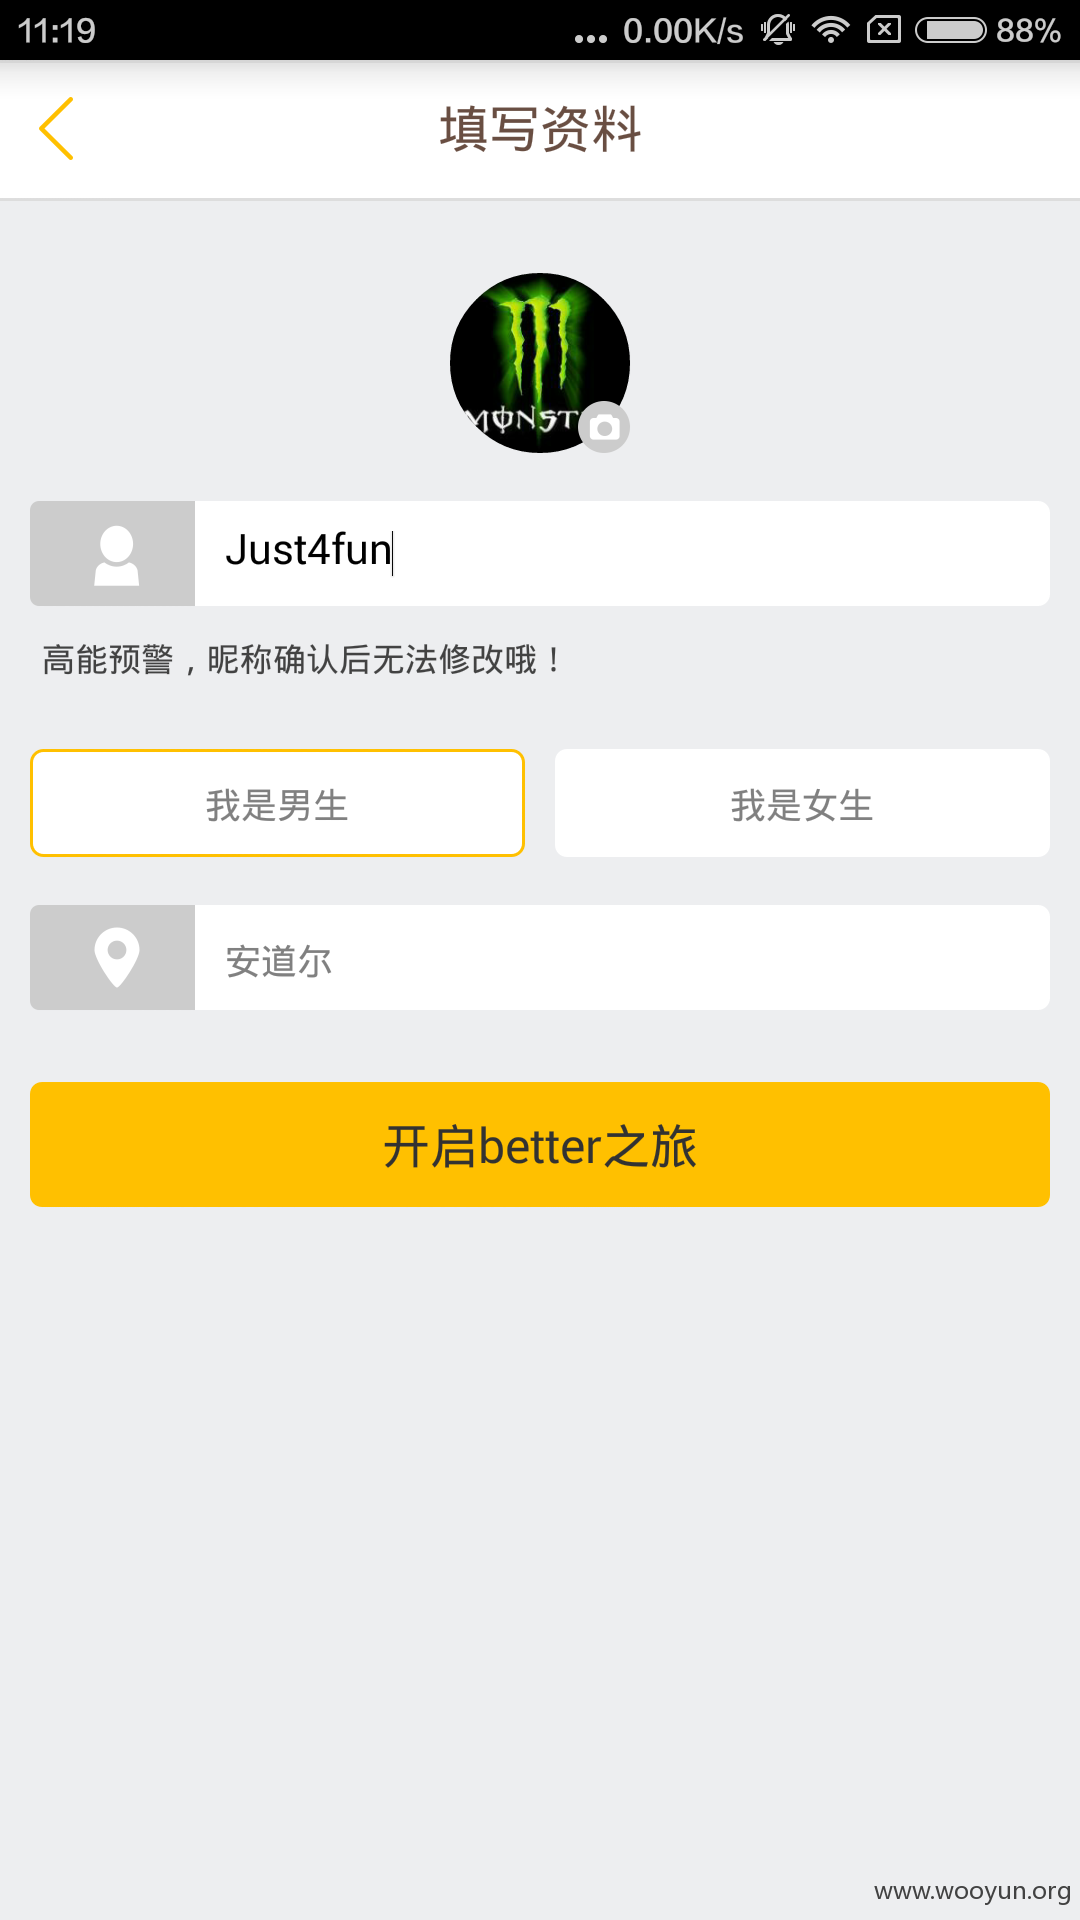 11:19
... 0.00K/s
88%
填写资料
MONST
Just4fun
高能预警，昵称确认后无法修改哦！
我是男生
我是女生
安道尔
开启better之旅
www.wooyun.org